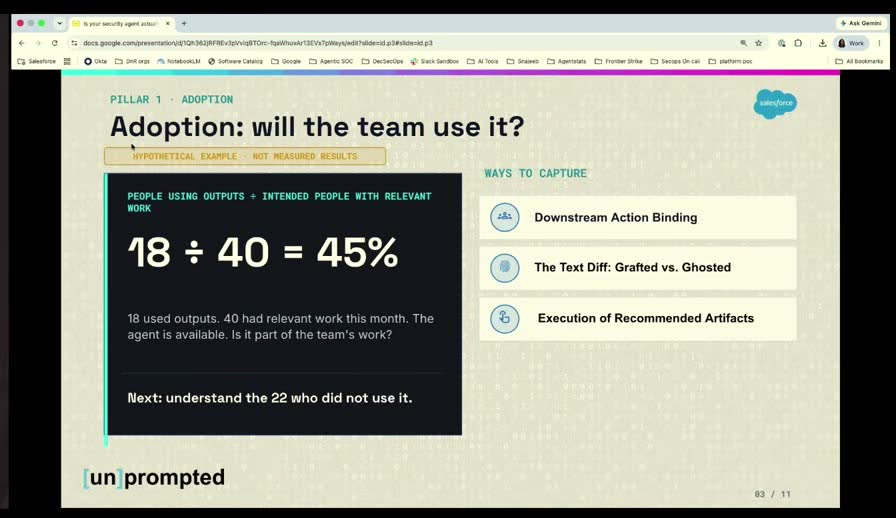 Is your security agent actual
Ask Gemini
docs.google.com/presentation/d/1Qh362jRFREv3pVviqBTOrc-fqaWhuvAr13EVx7pWays/edit?slide=id.p3#slide=id.p3
Work
Salesforce
Okta
DnR orgs
NotebookLM
Software Catalog
Google
Agentic SOC
DecSecOps
Slack Sandbox
AI Tools
Snajeeb
Agentstats
Frontier Strike
Secops On call
platform poc
All Bookmarks
PILLAR 1 · ADOPTION
salesforce
Adoption: will the team use it?
HYPOTHETICAL EXAMPLE · NOT MEASURED RESULTS
PEOPLE USING OUTPUTS ÷ INTENDED PEOPLE WITH RELEVANT
WORK
18 ÷ 40 = 45%
18 used outputs. 40 had relevant work this month. The
agent is available. Is it part of the team's work?
Next: understand the 22 who did not use it.
WAYS TO CAPTURE
Downstream Action Binding
The Text Diff: Grafted vs. Ghosted
Execution of Recommended Artifacts
[un]prompted
03 / 11